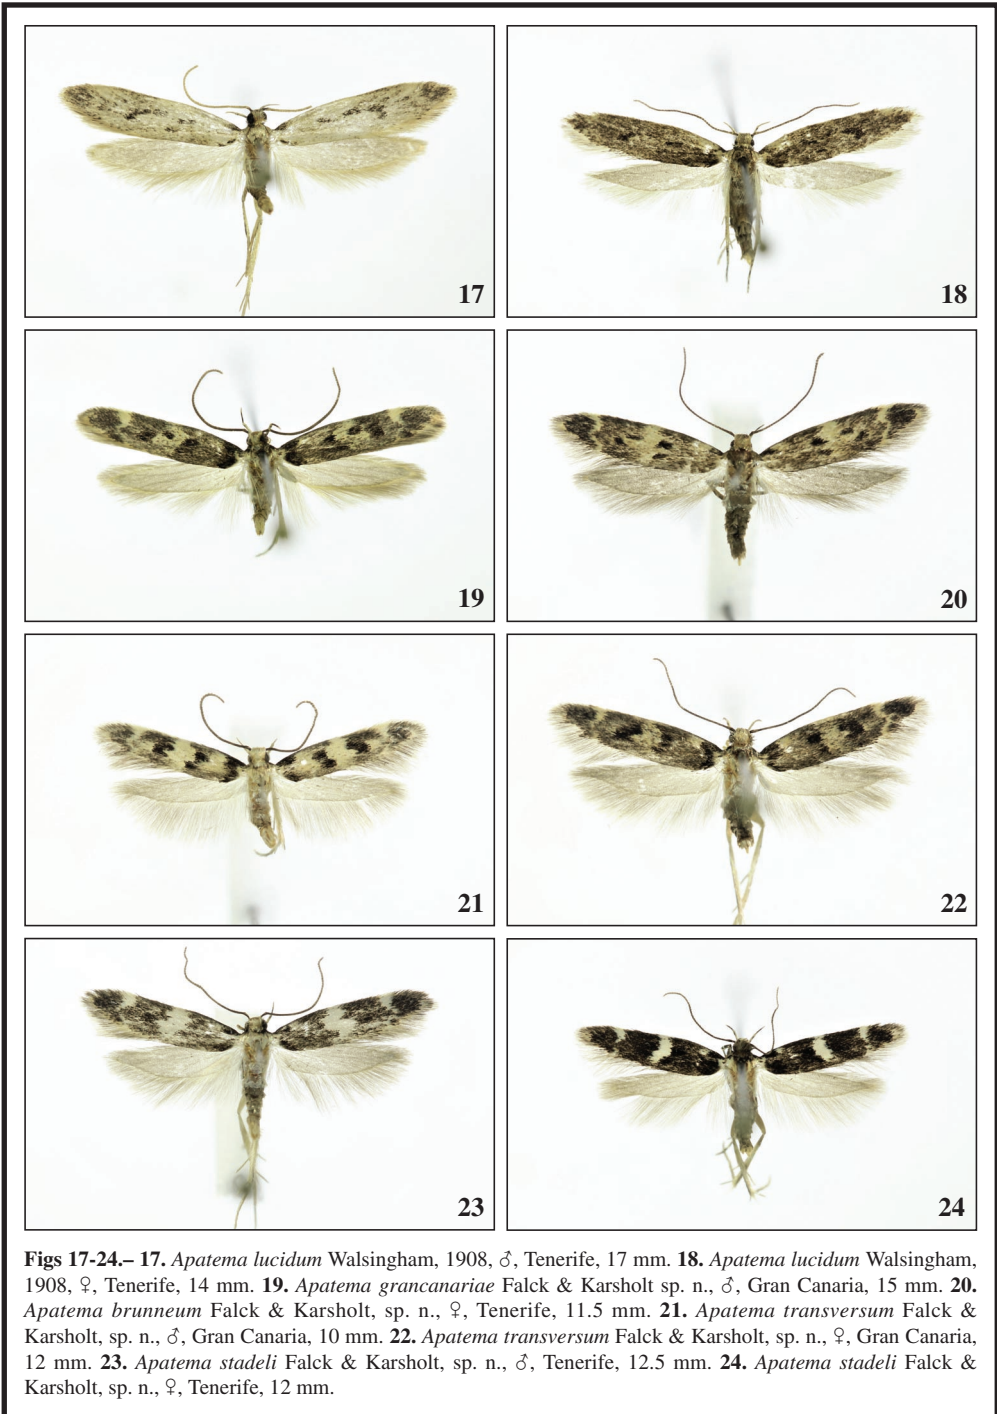 17
18
19
20
21
22
23
24
Figs 17-24.– 17. Apatema lucidum Walsingham, 1908, ♂, Tenerife, 17 mm. 18. Apatema lucidum Walsingham,
1908, ♀, Tenerife, 14 mm. 19. Apatema grancanariae Falck & Karsholt sp. n., ♂, Gran Canaria, 15 mm. 20.
Apatema brunneum Falck & Karsholt, sp. n., ♀, Tenerife, 11.5 mm. 21. Apatema transversum Falck &
Karsholt, sp. n., ♂, Gran Canaria, 10 mm. 22. Apatema transversum Falck & Karsholt, sp. n., ♀, Gran Canaria,
12 mm. 23. Apatema stadeli Falck & Karsholt, sp. n., ♂, Tenerife, 12.5 mm. 24. Apatema stadeli Falck &
Karsholt, sp. n., ♀, Tenerife, 12 mm.